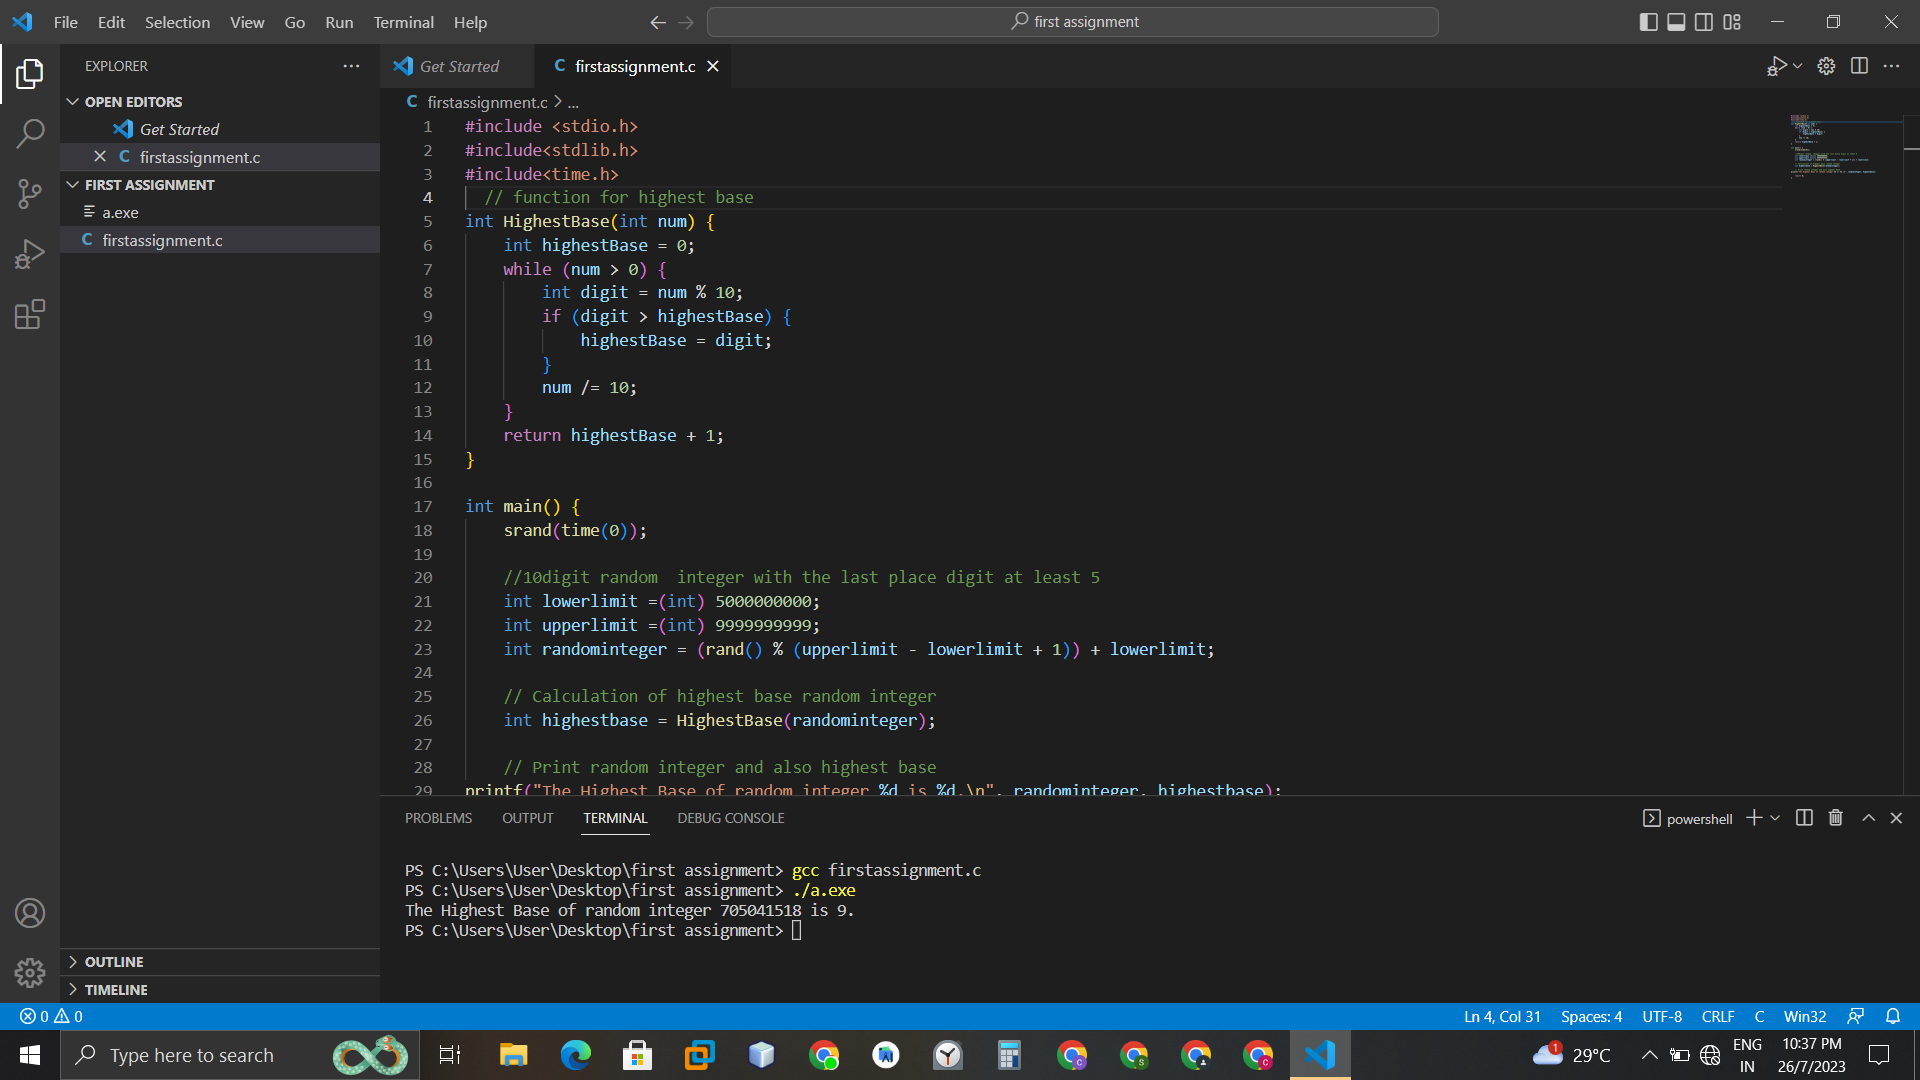 File Edit Selection View Go Run Terminal Help
first assignment
EXPLORER
OPEN EDITORS
Get Started
firstassignment.c
FIRST ASSIGNMENT
a.exe
firstassignment.c
OUTLINE
TIMELINE
Get Started
C firstassignment.c
C firstassignment.c > ...
1 #include <stdio.h>
2 #include<stdlib.h>
3 #include<time.h>
4 // function for highest base
5 int HighestBase(int num) {
6 int highestBase = 0;
7 while (num > 0) {
8 int digit = num % 10;
9 if (digit > highestBase) {
10 highestBase = digit;
11 }
12 num /= 10;
13 }
14 return highestBase + 1;
15 }
16
17 int main() {
18 srand(time(0));
19
20 //10digit random  integer with the last place digit at least 5
21 int lowerlimit =(int) 5000000000;
22 int upperlimit =(int) 9999999999;
23 int randominteger = (rand() % (upperlimit - lowerlimit + 1)) + lowerlimit;
24
25 // Calculation of highest base random integer
26 int highestbase = HighestBase(randominteger);
27
28 // Print random integer and also highest base
29 printf("The Highest Base of random integer %d is %d.\n", randominteger, highestbase);
PROBLEMS OUTPUT TERMINAL DEBUG CONSOLE
powershell
PS C:\Users\User\Desktop\first assignment> gcc firstassignment.c
PS C:\Users\User\Desktop\first assignment> ./a.exe
The Highest Base of random integer 705041518 is 9.
PS C:\Users\User\Desktop\first assignment>
0 0
Ln 4, Col 31 Spaces: 4 UTF-8 CRLF C Win32
Type here to search
1
29°C
ENG
IN
10:37 PM
26/7/2023